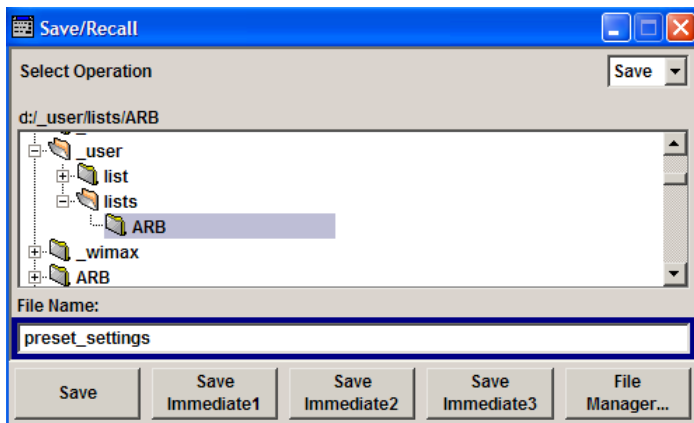 Save/Recall
Select Operation
Save
d:/_user/lists/ARB
_user
list
lists
ARB
_wimax
ARB
File Name:
preset_settings
Save
Save Immediate1
Save Immediate2
Save Immediate3
File Manager...